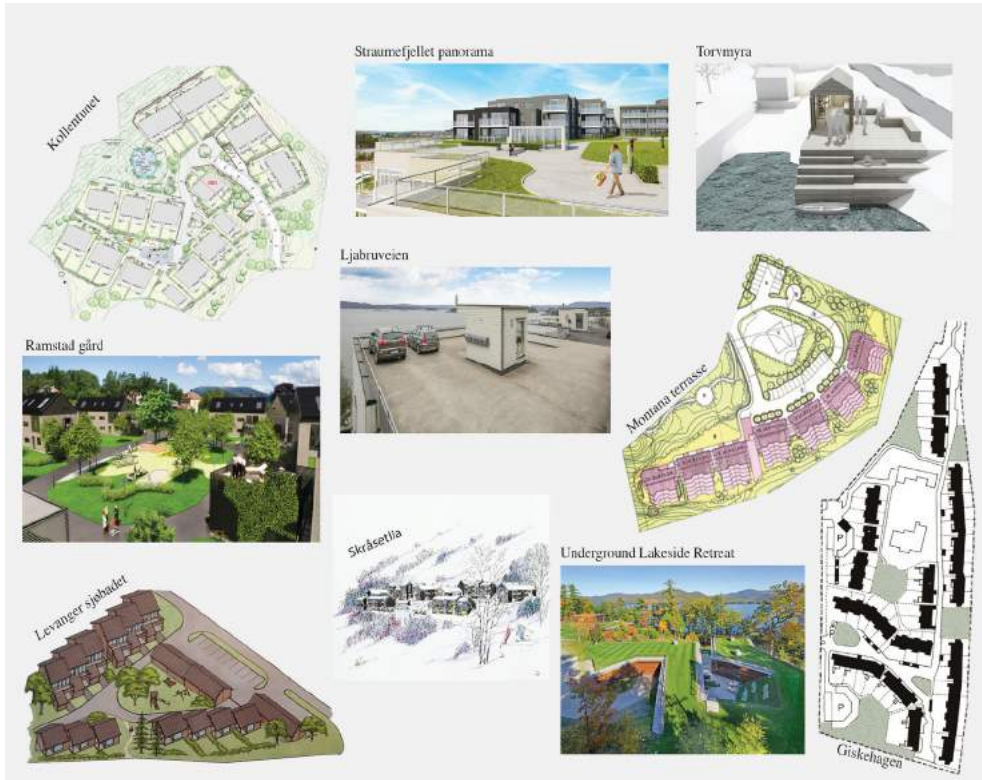 Straumefjellet panorama
Torvmyra
Kollentunet
Ljabruveien
Ramstad gård
Montana terrasse
Skråsetlia
Underground Lakeside Retreat
Levanger sjøbadet
Giskehagen
P
P
P